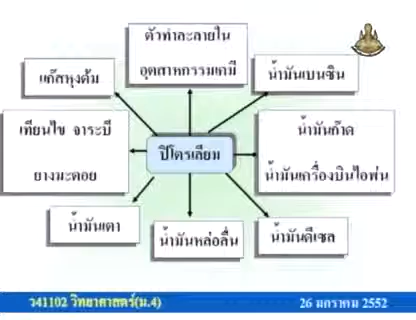 ตัวทำละลายใน
อุตสาหกรรมเคมี
แก๊สหุงต้ม
น้ำมันเบนซิน
เทียนไข จาระบี
ยางมะตอย
ปิโตรเลียม
น้ำมันก๊าด
น้ำมันเครื่องบินไอพ่น
น้ำมันเตา
น้ำมันหล่อลื่น
น้ำมันดีเซล
ว41102 วิทยาศาสตร์(ม.4)
26 มกราคม 2552